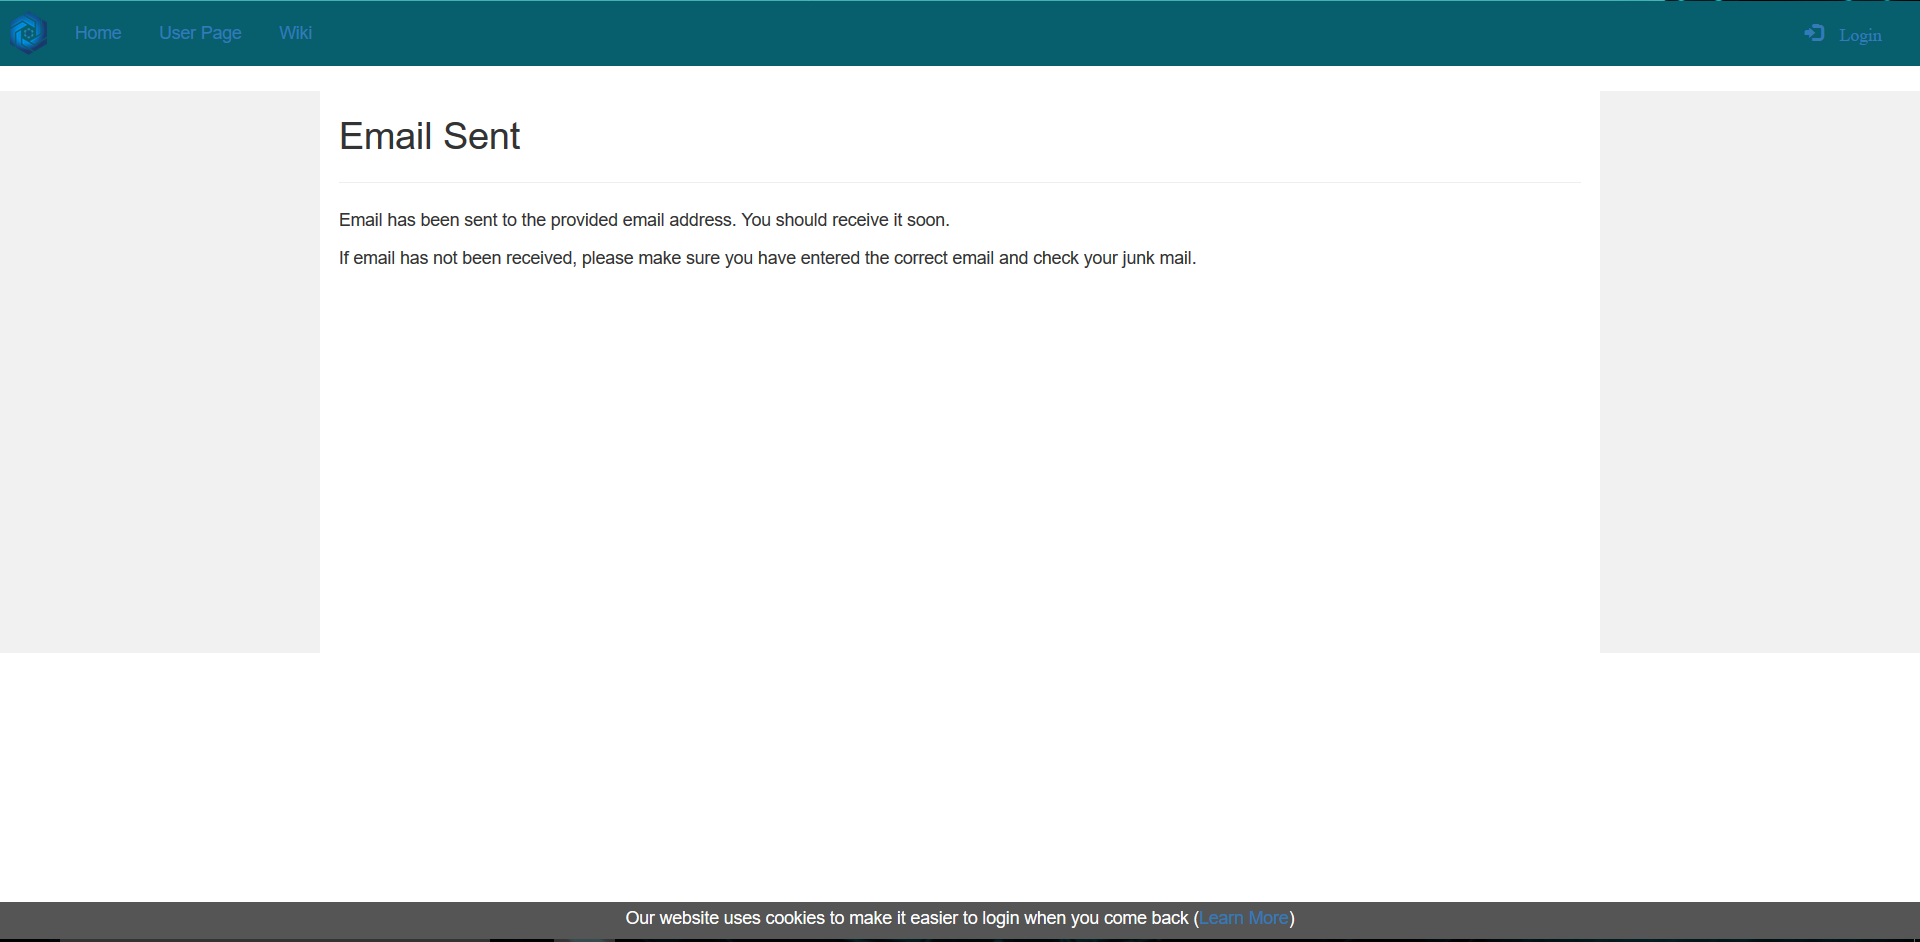 Home User Page Wiki Login
Email Sent
Email has been sent to the provided email address. You should receive it soon.
If email has not been received, please make sure you have entered the correct email and check your junk mail.
Our website uses cookies to make it easier to login when you come back (Learn More)